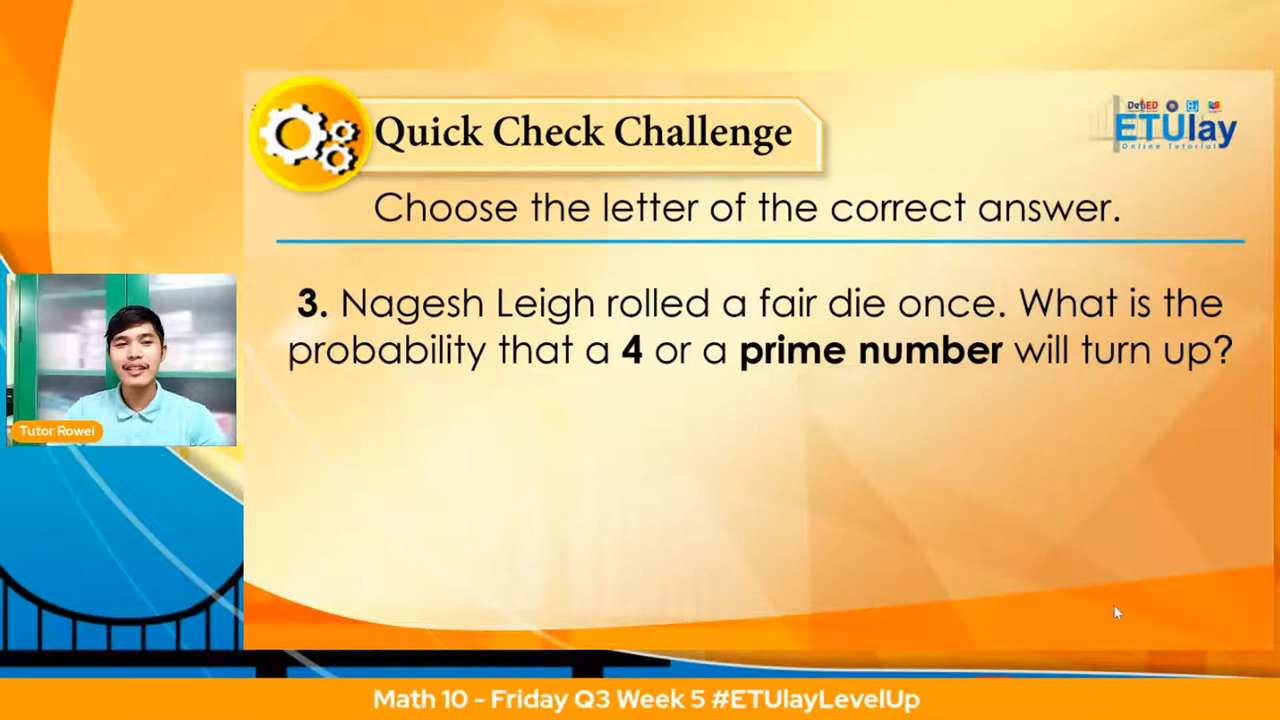 Quick Check Challenge
DepED
ETUlay
Online Tutorial
Choose the letter of the correct answer.
3. Nagesh Leigh rolled a fair die once. What is the
probability that a 4 or a prime number will turn up?
Tutor Rowel
Math 10 - Friday Q3 Week 5 #ETUlayLevelUp